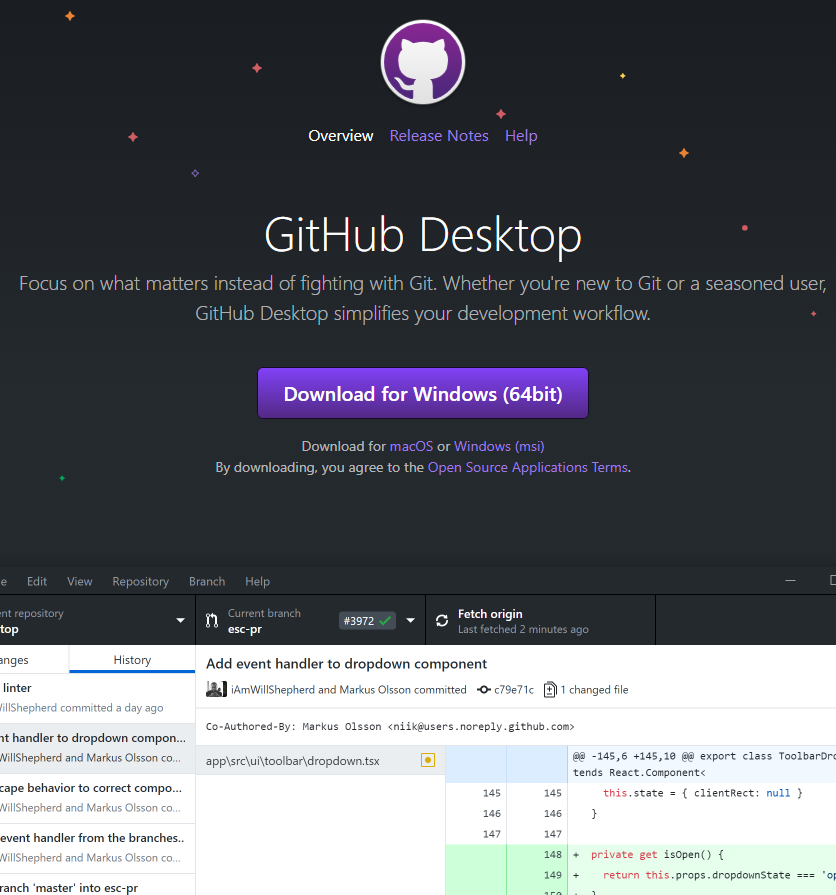 Overview Release Notes Help
GitHub Desktop
Focus on what matters instead of fighting with Git. Whether you're new to Git or a seasoned user,
GitHub Desktop simplifies your development workflow.
Download for Windows (64bit)
Download for macOS or Windows (msi)
By downloading, you agree to the Open Source Applications Terms.
e Edit View Repository Branch Help
ent repository
top
Current branch
esc-pr
#3972
Fetch origin
Last fetched 2 minutes ago
anges History
linter
WillShepherd committed a day ago
nt handler to dropdown compon...
WillShepherd and Markus Olsson co...
cape behavior to correct compo...
WillShepherd and Markus Olsson co...
event handler from the branches..
WillShepherd and Markus Olsson co...
ranch 'master' into esc-pr
Add event handler to dropdown component
iAmWillShepherd and Markus Olsson committed c79e71c 1 changed file
Co-Authored-By: Markus Olsson <niik@users.noreply.github.com>
app\src\ui\toolbar\dropdown.tsx
@@ -145,6 +145,10 @@ export class ToolbarDro
tends React.Component<
145 145 this.state = { clientRect: null }
146 146 }
147 147
148 + private get isOpen() {
149 + return this.props.dropdownState === 'op
150 + }